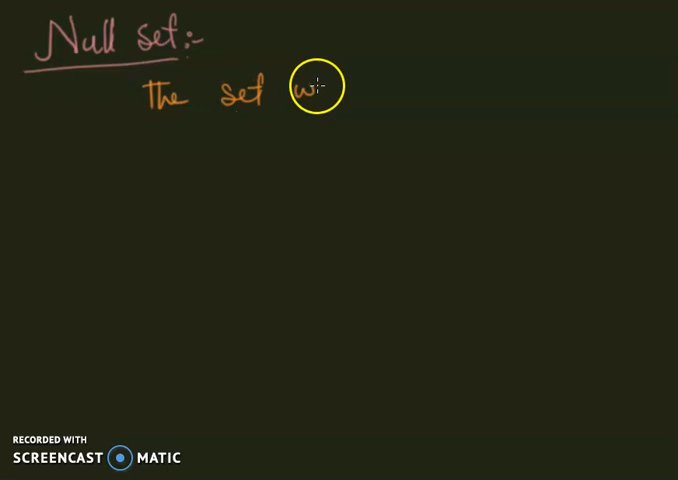 Null set:-
The set w
RECORDED WITH
SCREENCAST MATIC